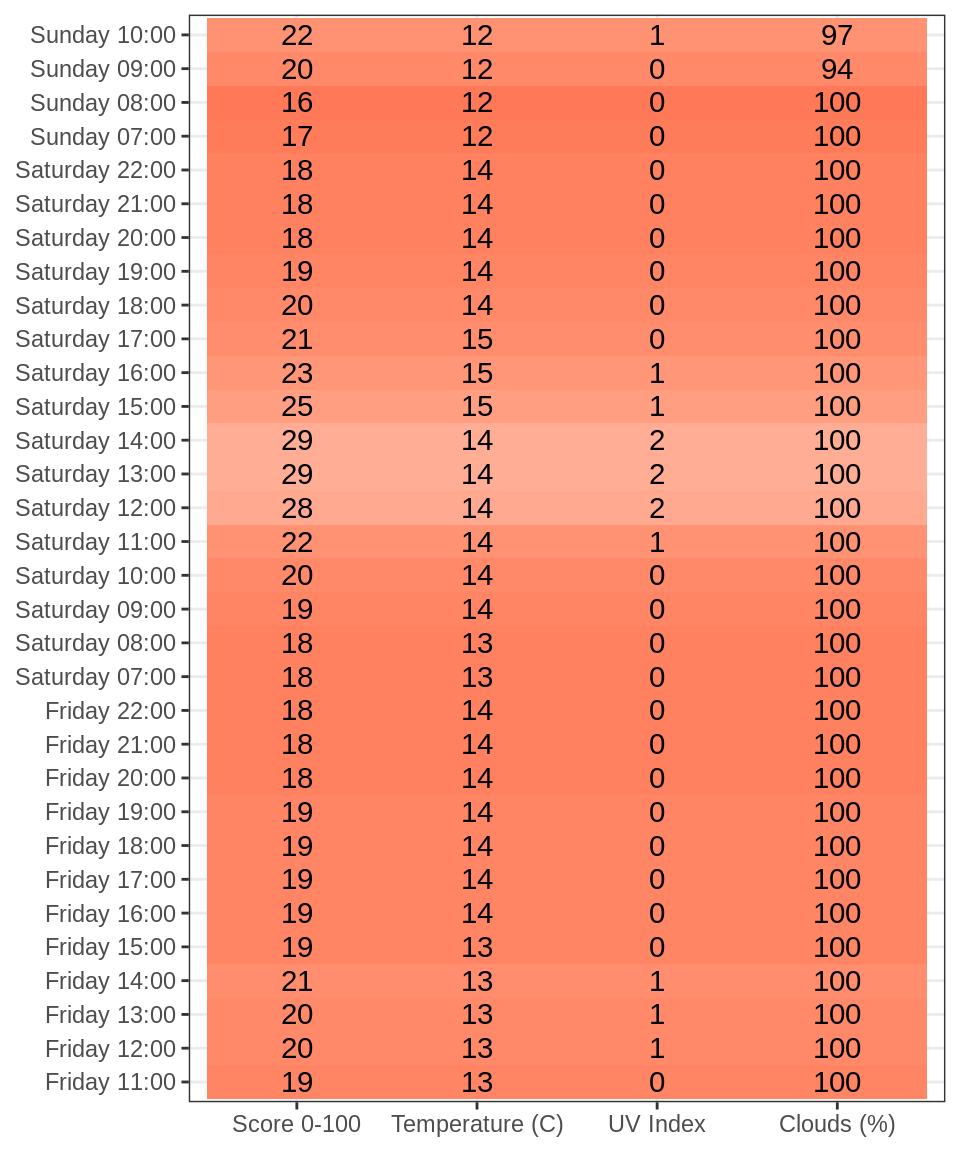 Sunday 10:00 22 12 1 97
Sunday 09:00 20 12 0 94
Sunday 08:00 16 12 0 100
Sunday 07:00 17 12 0 100
Saturday 22:00 18 14 0 100
Saturday 21:00 18 14 0 100
Saturday 20:00 18 14 0 100
Saturday 19:00 19 14 0 100
Saturday 18:00 20 14 0 100
Saturday 17:00 21 15 0 100
Saturday 16:00 23 15 1 100
Saturday 15:00 25 15 1 100
Saturday 14:00 29 14 2 100
Saturday 13:00 29 14 2 100
Saturday 12:00 28 14 2 100
Saturday 11:00 22 14 1 100
Saturday 10:00 20 14 0 100
Saturday 09:00 19 14 0 100
Saturday 08:00 18 13 0 100
Saturday 07:00 18 13 0 100
Friday 22:00 18 14 0 100
Friday 21:00 18 14 0 100
Friday 20:00 18 14 0 100
Friday 19:00 19 14 0 100
Friday 18:00 19 14 0 100
Friday 17:00 19 14 0 100
Friday 16:00 19 14 0 100
Friday 15:00 19 13 0 100
Friday 14:00 21 13 1 100
Friday 13:00 20 13 1 100
Friday 12:00 20 13 1 100
Friday 11:00 19 13 0 100
Score 0-100 Temperature (C) UV Index Clouds (%)